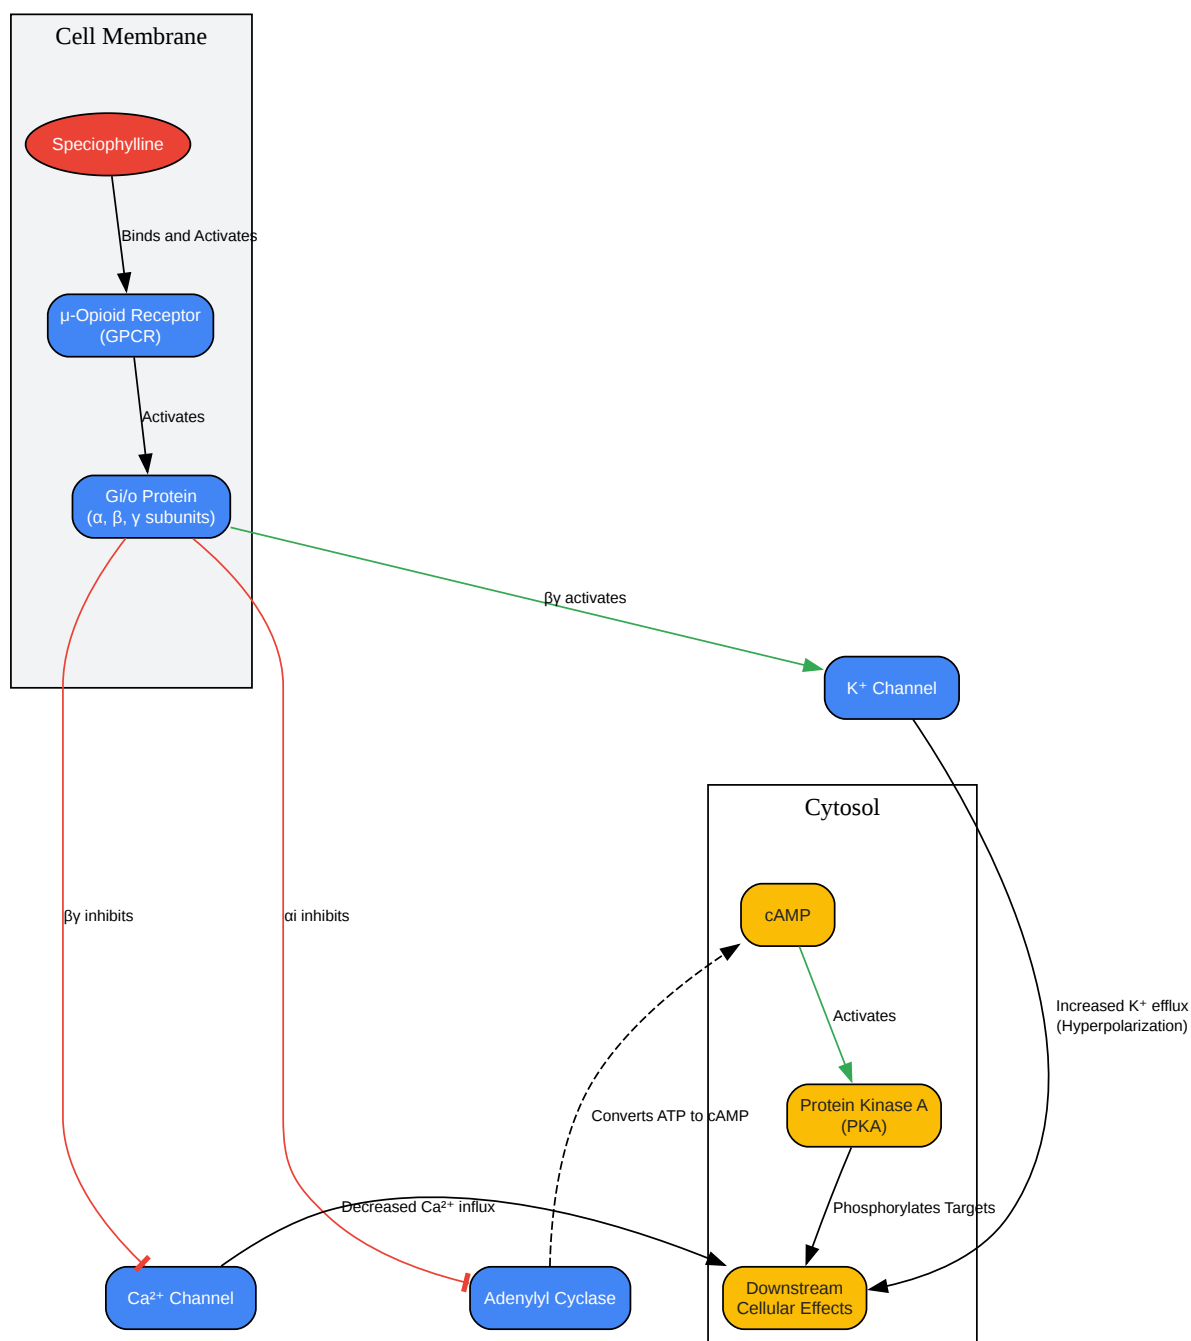 Cell Membrane
Speciophylline
Binds and Activates
μ-Opioid Receptor
(GPCR)
Activates
Gi/o Protein
(α, β, γ subunits)
βγ activates
K⁺ Channel
Cytosol
cAMP
βγ inhibits
αi inhibits
Increased K⁺ efflux
(Hyperpolarization)
Activates
Protein Kinase A
(PKA)
Converts ATP to cAMP
Decreased Ca²⁺ influx
Phosphorylates Targets
Ca²⁺ Channel
Adenylyl Cyclase
Downstream
Cellular Effects